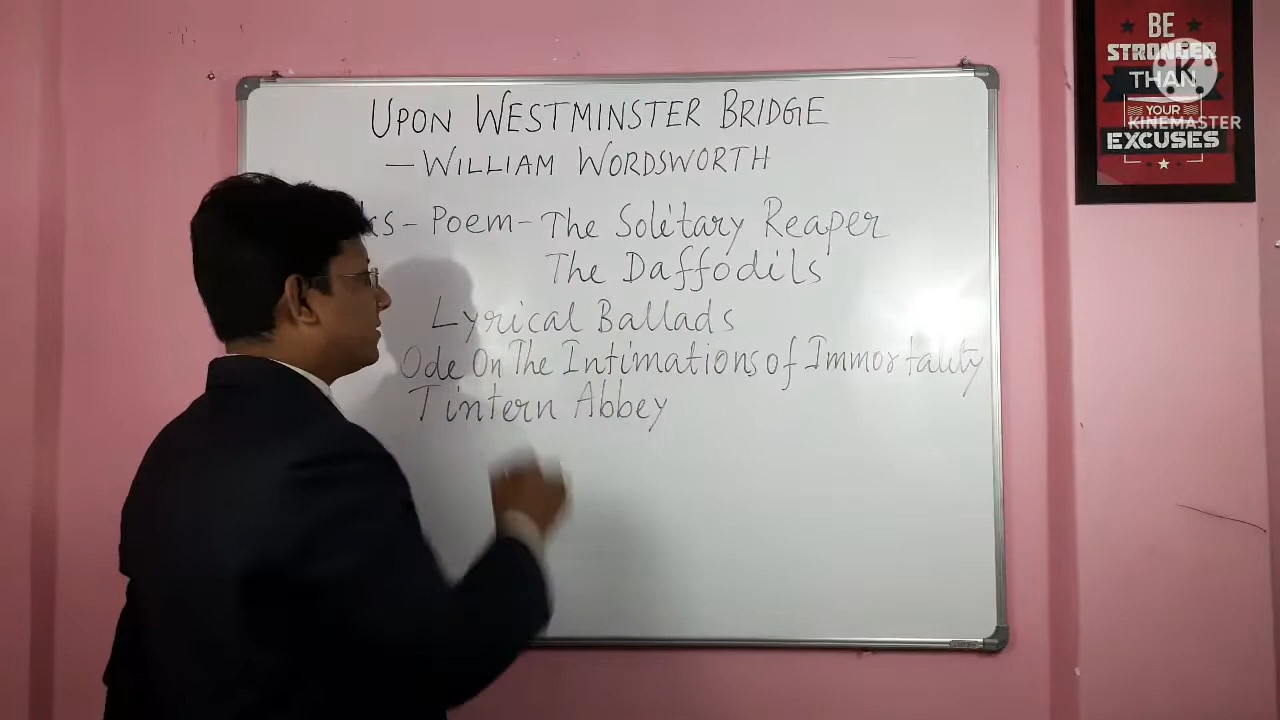 UPON WESTMINSTER BRIDGE
– WILLIAM WORDSWORTH
ks – Poem – The Solitary Reaper
The Daffodils
Lyrical Ballads
Ode On The Intimations of Immortality
Tintern Abbey
BE
STRONGER
THAN
YOUR
EXCUSES
KINEMASTER